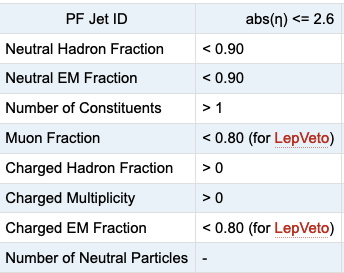 PF Jet ID abs(η) <= 2.6
Neutral Hadron Fraction < 0.90
Neutral EM Fraction < 0.90
Number of Constituents > 1
Muon Fraction < 0.80 (for LepVeto)
Charged Hadron Fraction > 0
Charged Multiplicity > 0
Charged EM Fraction < 0.80 (for LepVeto)
Number of Neutral Particles -